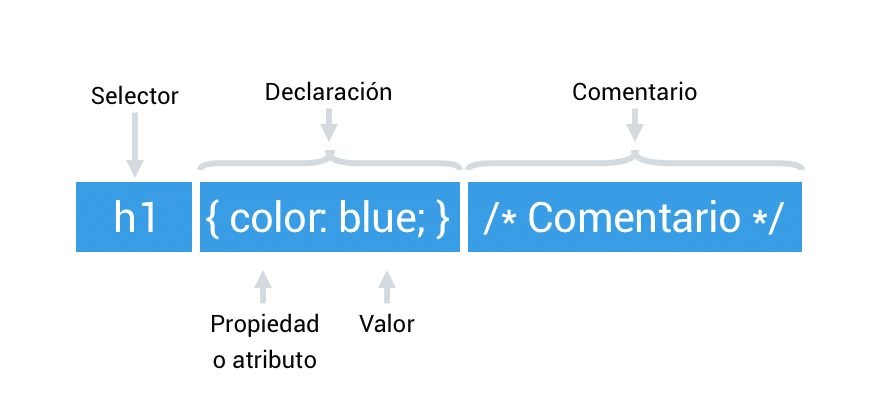 Selector
Declaración
Comentario
h1
{ color: blue; }
/* Comentario */
Propiedad
o atributo
Valor